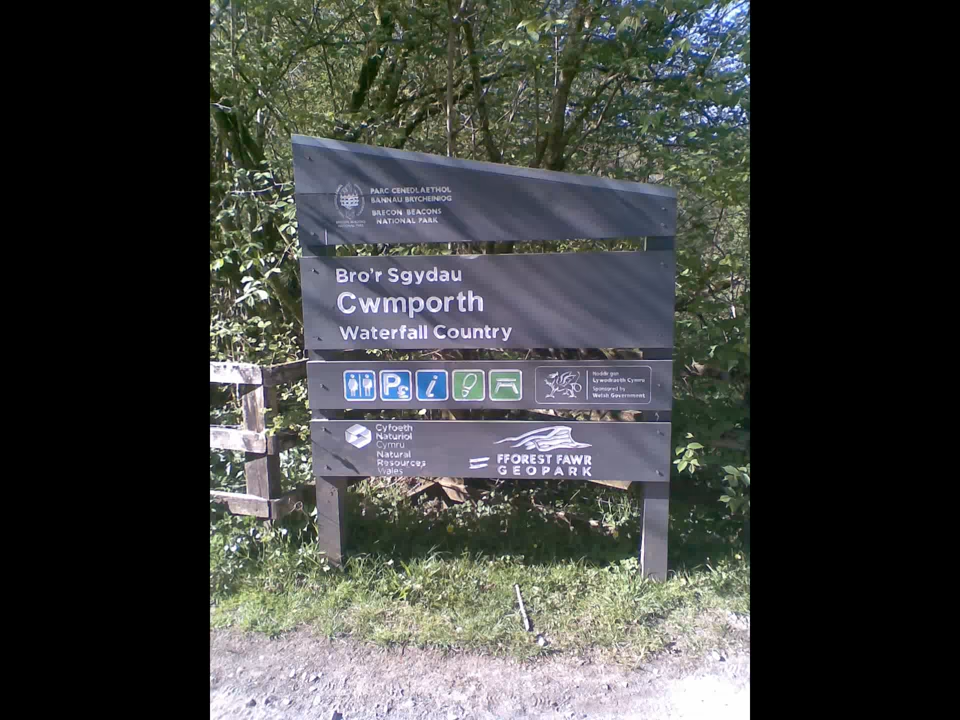 PARC CENEDLAETHOL
BANNAU BRYCHEINIOG
BRECON BEACONS
NATIONAL PARK
Bro'r Sgydau
Cwmporth
Waterfall Country
P£
i
Noddir gan
Lywodraeth Cymru
Sponsored by
Welsh Government
Cyfoeth
Naturiol
Cymru
Natural
Resources
Wales
FFOREST FAWR
GEOPARK